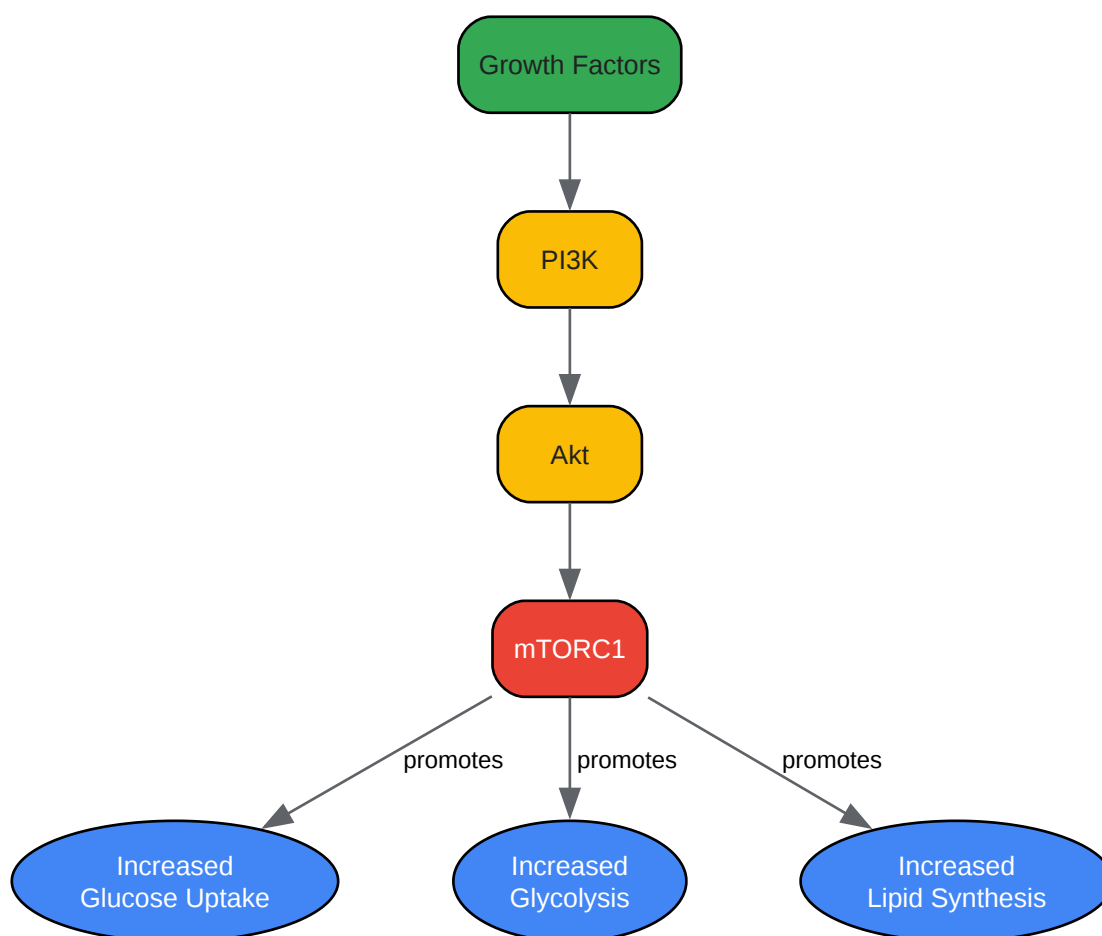 Growth Factors
PI3K
Akt
mTORC1
promotes
promotes
promotes
Increased
Glucose Uptake
Increased
Glycolysis
Increased
Lipid Synthesis